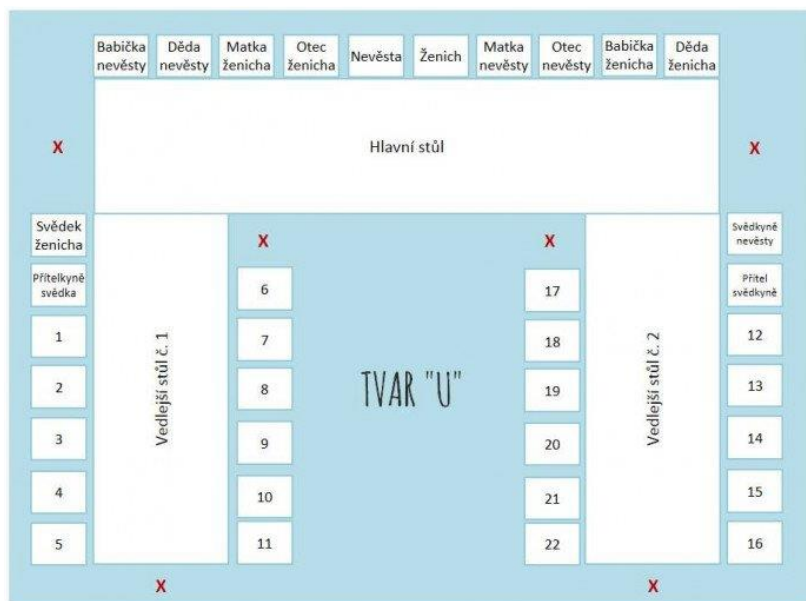 Babička
nevěsty
Děda
nevěsty
Matka
ženicha
Otec
ženicha
Nevěsta
Ženich
Matka
nevěsty
Otec
nevěsty
Babička
ženicha
Děda
ženicha
X
Hlavní stůl
X
Svědek
ženicha
X
X
Svědkyně
nevěsty
Přítelkyně
svědka
Přítel
svědkyně
1
2
3
4
5
Vedlejší stůl č. 1
6
7
8
9
10
11
TVAR "U"
17
18
19
20
21
22
Vedlejší stůl č. 2
12
13
14
15
16
X
X